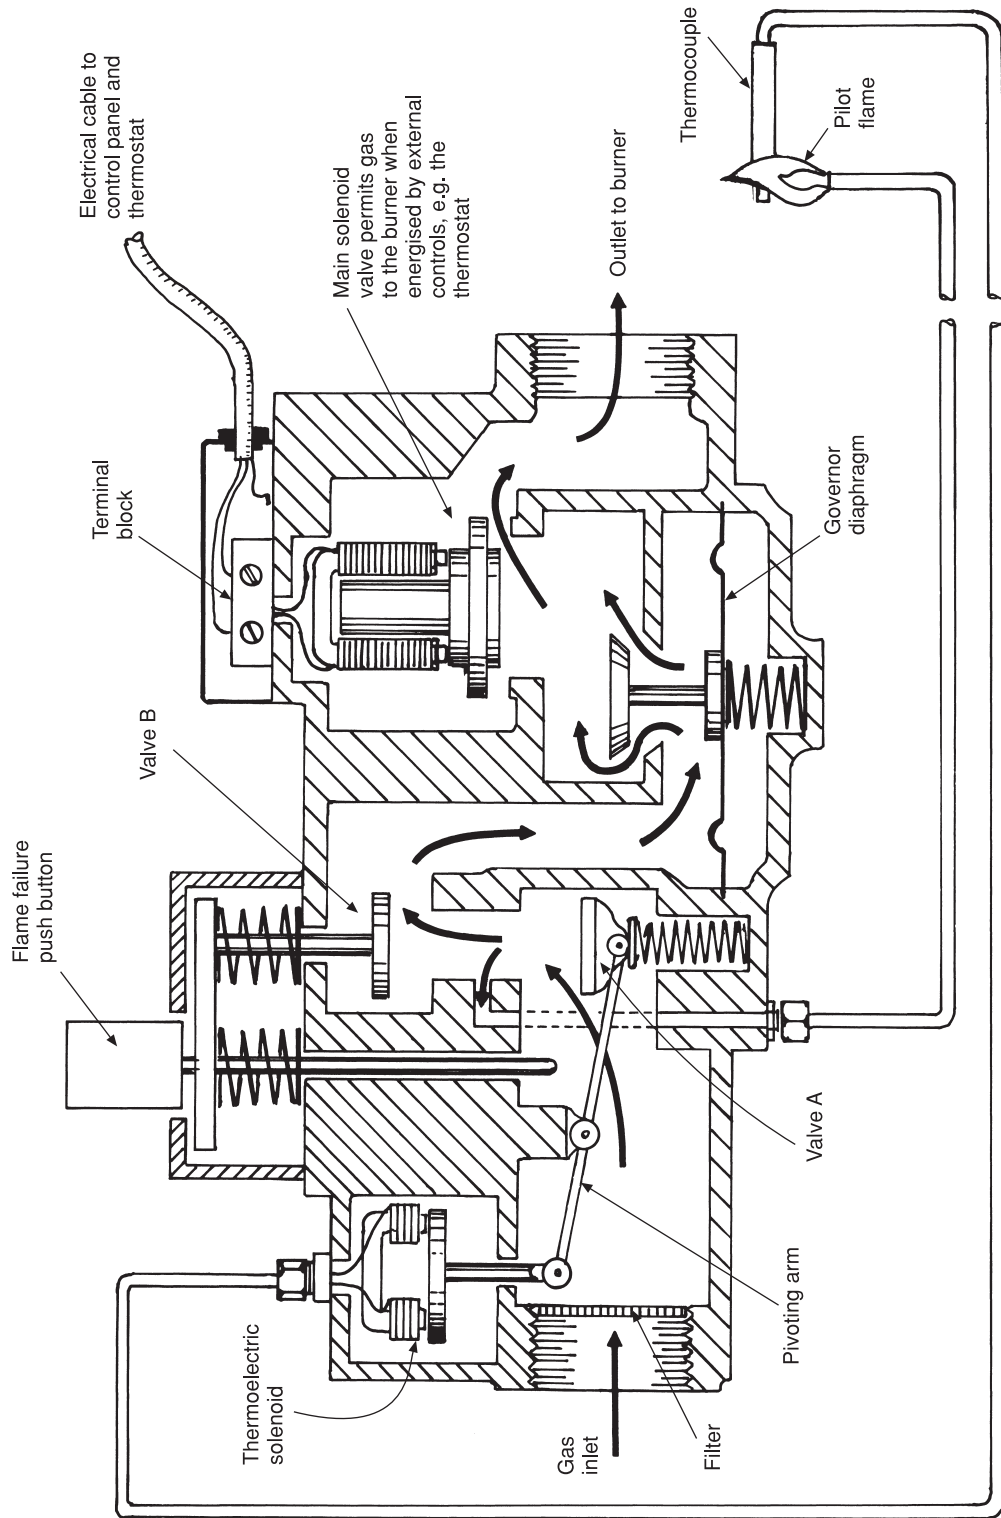 Flame failure
push button
Valve B
Terminal
block
Electrical cable to
control panel and
thermostat
Main solenoid
valve permits gas
to the burner when
energised by external
controls, e.g. the
thermostat
Thermoelectric
solenoid
Gas
inlet
Filter
Pivoting arm
Valve A
Governor
diaphragm
Outlet to burner
Thermocouple
Pilot
flame